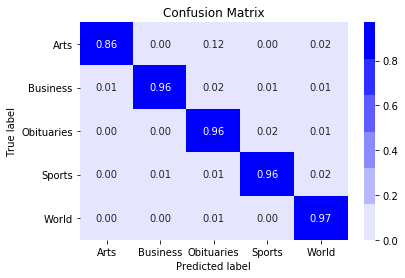 Confusion Matrix
Arts 0.86 0.00 0.12 0.00 0.02
Business 0.01 0.96 0.02 0.01 0.01
Obituaries 0.00 0.00 0.96 0.02 0.01
Sports 0.00 0.01 0.01 0.96 0.02
World 0.00 0.00 0.01 0.00 0.97
Arts Business Obituaries Sports World
Predicted label
True label
0.8
0.6
0.4
0.2
0.0